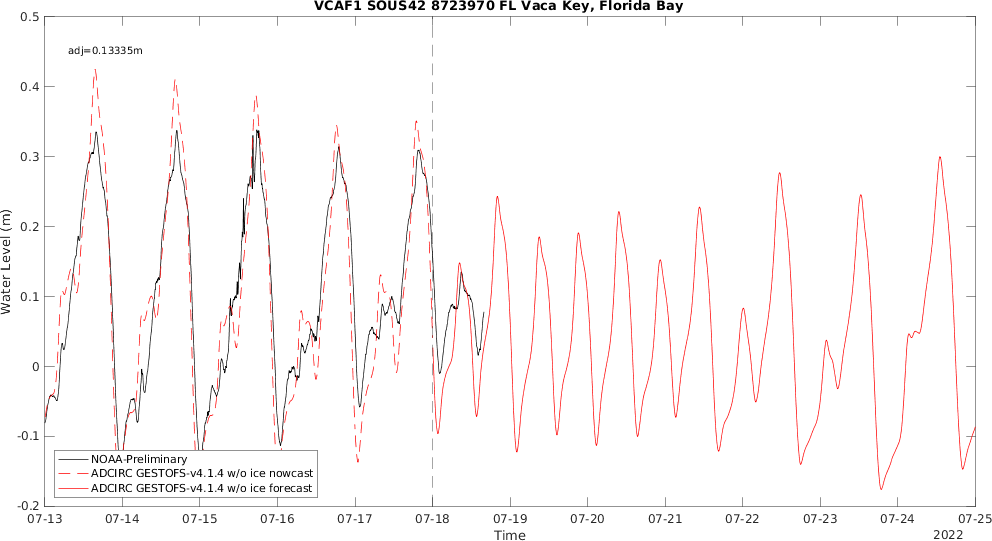 VCAF1 SOUS42 8723970 FL Vaca Key, Florida Bay
0.5
adj=0.13335m
0.4
0.3
0.2
Water Level (m)
0.1
0
-0.1
NOAA-Preliminary
ADCIRC GESTOFS-v4.1.4 w/o ice nowcast
ADCIRC GESTOFS-v4.1.4 w/o ice forecast
-0.2
07-13 07-14 07-15 07-16 07-17 07-18 07-19 07-20 07-21 07-22 07-23 07-24 07-25
Time
2022